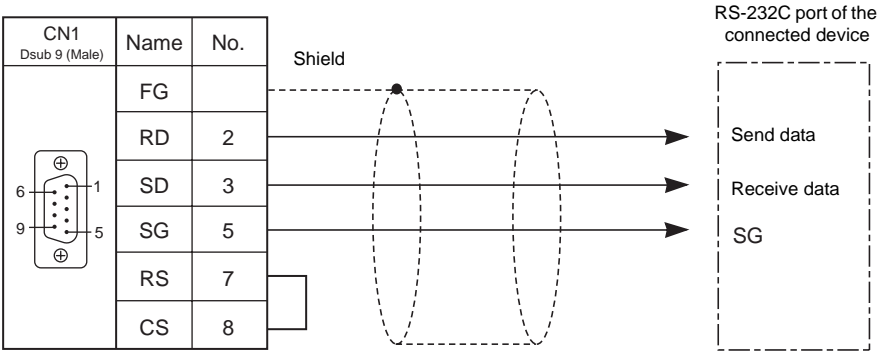 RS-232C port of the
connected device
CN1
Dsub 9 (Male)
Name
No.
Shield
FG
RD 2 Send data
6 1
SD 3 Receive data
9 5
SG 5 SG
RS 7
CS 8